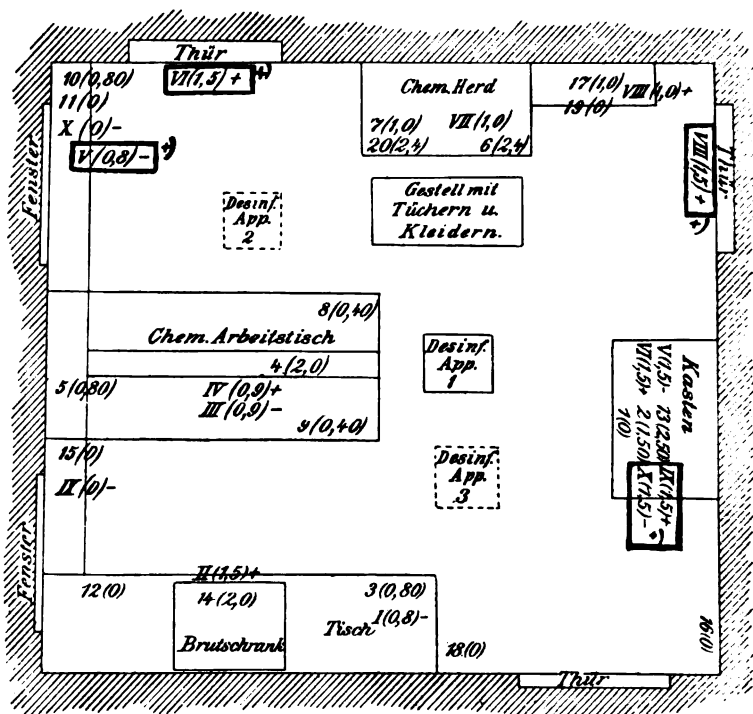 Thür
10(0,80)
VI(1,5)+
+)
11(0)
X(0)-
V(0,8)-
+)
Fenster
Chem. Herd
7(1,0) VII(1,0)
20(2,4) 6(2,4)
17(1,0) VIII(1,0)+
19(0)
VIII(1,5)+
+)
Thür
Desinf.
App.
2
Gestell mit
Tüchern u.
Kleidern.
8(0,40)
Chem. Arbeitstisch
4(2,0)
5(0,80)
IV(0,9)+
III(0,9)-
9(0,40)
Desinf.
App.
1
Kasten
V(1,5)- 13(2,50) IX(1,5)+
VI(1,5)+ 2(1,50) X(1,5)-
1(0)
+)
15(0)
IX(0)-
Desinf.
App.
3
Fenster
12(0)
II(1,5)+
14(2,0)
Brutschrank
3(0,80)
I(0,8)-
Tisch
18(0)
16(0)
Thür